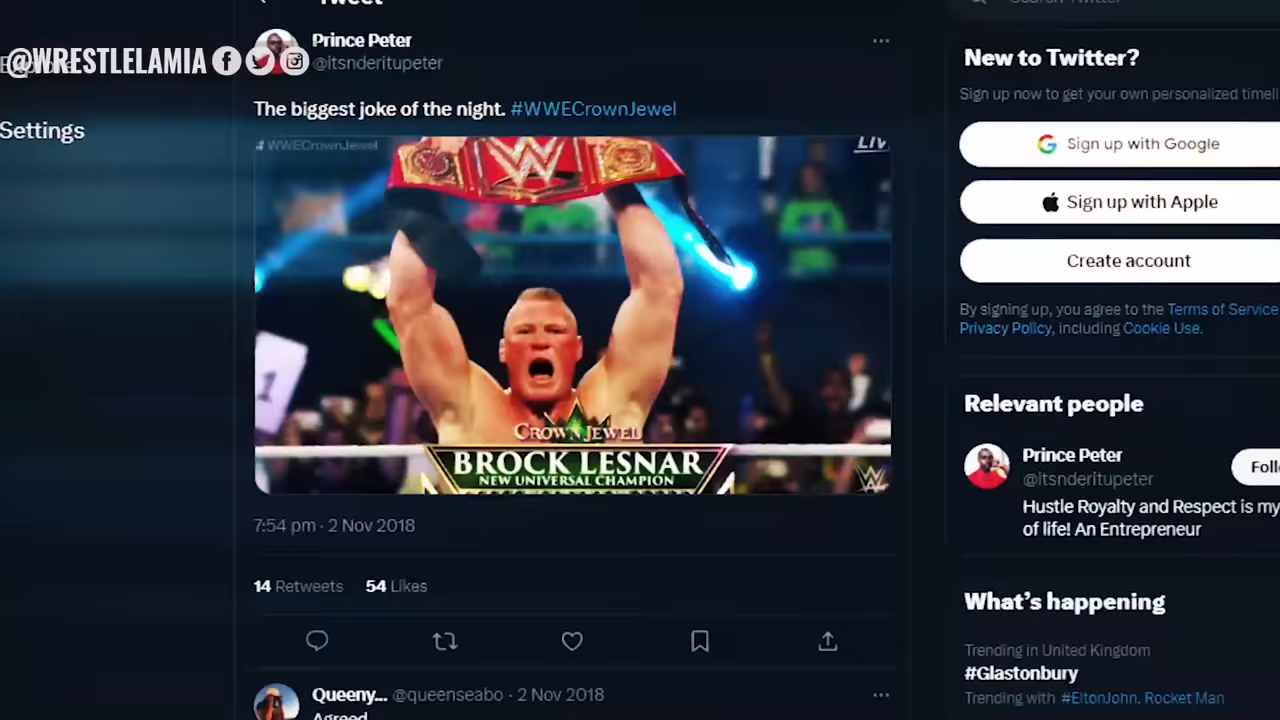 Tweet
@WRESTLELAMIA
Settings
Prince Peter
@itsnderitupeter
The biggest joke of the night. #WWECrownJewel
#WWECrownJewel
LIV
CROWN JEWEL
BROCK LESNAR
NEW UNIVERSAL CHAMPION
7:54 pm · 2 Nov 2018
14 Retweets 54 Likes
Queeny... @queenseabo · 2 Nov 2018
Agreed
Search Twitter
New to Twitter?
Sign up now to get your own personalized timeli
Sign up with Google
Sign up with Apple
Create account
By signing up, you agree to the Terms of Service
Privacy Policy, including Cookie Use.
Relevant people
Prince Peter
@itsnderitupeter
Foll
Hustle Royalty and Respect is my
of life! An Entrepreneur
What's happening
Trending in United Kingdom
#Glastonbury
Trending with #EltonJohn, Rocket Man